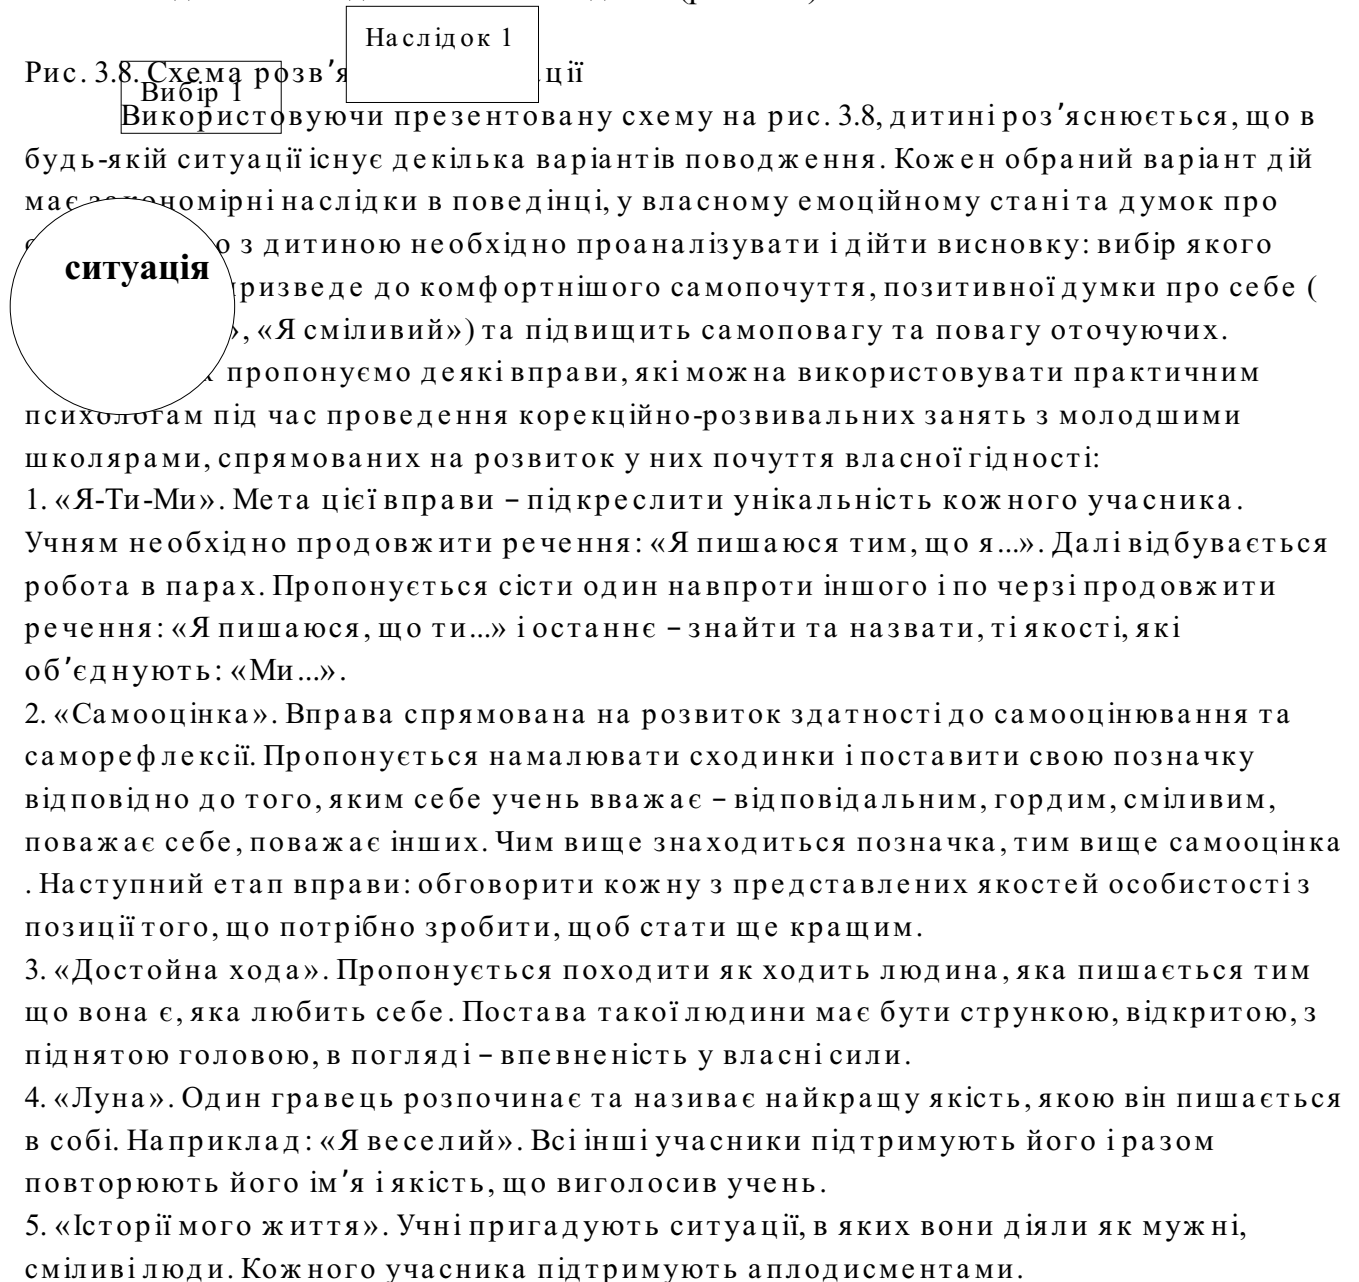 Наслідок 1
Рис. 3.8. Схема розв′я ції
Вибір 1
Використовуючи презентовану схему на рис. 3.8, дитині роз′яснюється, що в
будь-якій ситуації існує декілька варіантів поводження. Кожен обраний варіант дій
має закономірні наслідки в поведінці, у власному емоційному стані та думок про
о з дитиною необхідно проаналізувати і дійти висновку: вибір якого
ситуація
призведе до комфортнішого самопочуття, позитивної думки про себе (
», «Я сміливий») та підвищить самоповагу та повагу оточуючих.
пропонуємо деякі вправи, які можна використовувати практичним
психологам під час проведення корекційно-розвивальних занять з молодшими
школярами, спрямованих на розвиток у них почуття власної гідності:
1. «Я-Ти-Ми». Мета цієї вправи – підкреслити унікальність кожного учасника.
Учням необхідно продовжити речення: «Я пишаюся тим, що я...». Далі відбувається
робота в парах. Пропонується сісти один навпроти іншого і по черзі продовжити
речення: «Я пишаюся, що ти...» і останнє – знайти та назвати, ті якості, які
об′єднують: «Ми...».
2. «Самооцінка». Вправа спрямована на розвиток здатності до самооцінювання та
саморефлексії. Пропонується намалювати сходинки і поставити свою позначку
відповідно до того, яким себе учень вважає – відповідальним, гордим, сміливим,
поважає себе, поважає інших. Чим вище знаходиться позначка, тим вище самооцінка
. Наступний етап вправи: обговорити кожну з представлених якостей особистості з
позиції того, що потрібно зробити, щоб стати ще кращим.
3. «Достойна хода». Пропонується походити як ходить людина, яка пишається тим
що вона є, яка любить себе. Постава такої людини має бути стрункою, відкритою, з
піднятою головою, в погляді – впевненість у власні сили.
4. «Луна». Один гравець розпочинає та називає найкращу якість, якою він пишається
в собі. Наприклад: «Я веселий». Всі інші учасники підтримують його і разом
повторюють його ім′я і якість, що виголосив учень.
5. «Історії мого життя». Учні пригадують ситуації, в яких вони діяли як мужні,
сміливі люди. Кожного учасника підтримують аплодисментами.